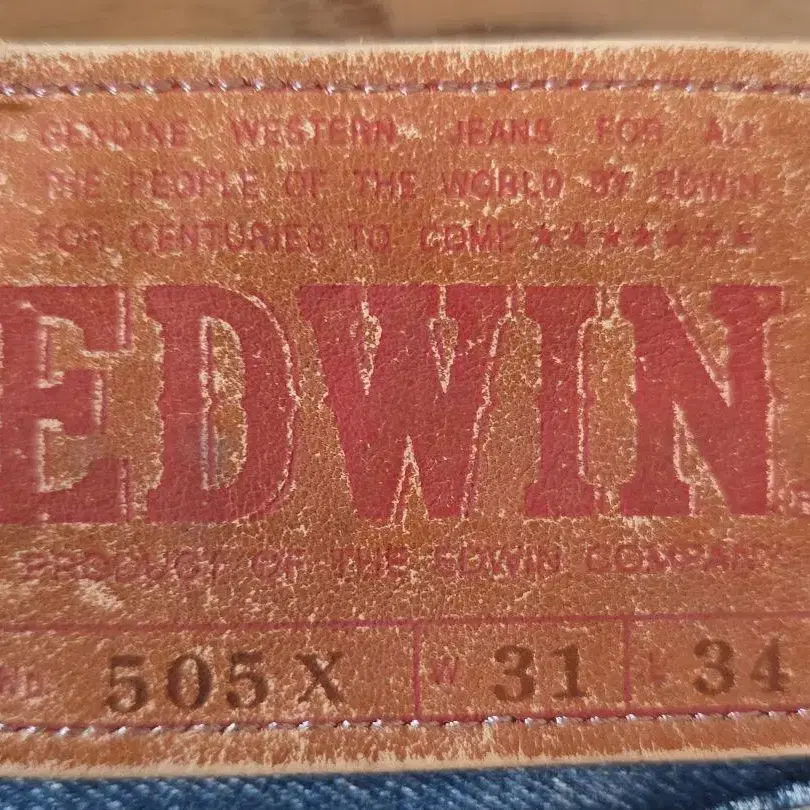 GENUINE WESTERN JEANS FOR ALL
THE PEOPLE OF THE WORLD BY EDWIN
FOR CENTURIES TO COME ★★★★★★★
EDWIN
PRODUCT OF THE EDWIN COMPANY
505X W 31 L 34